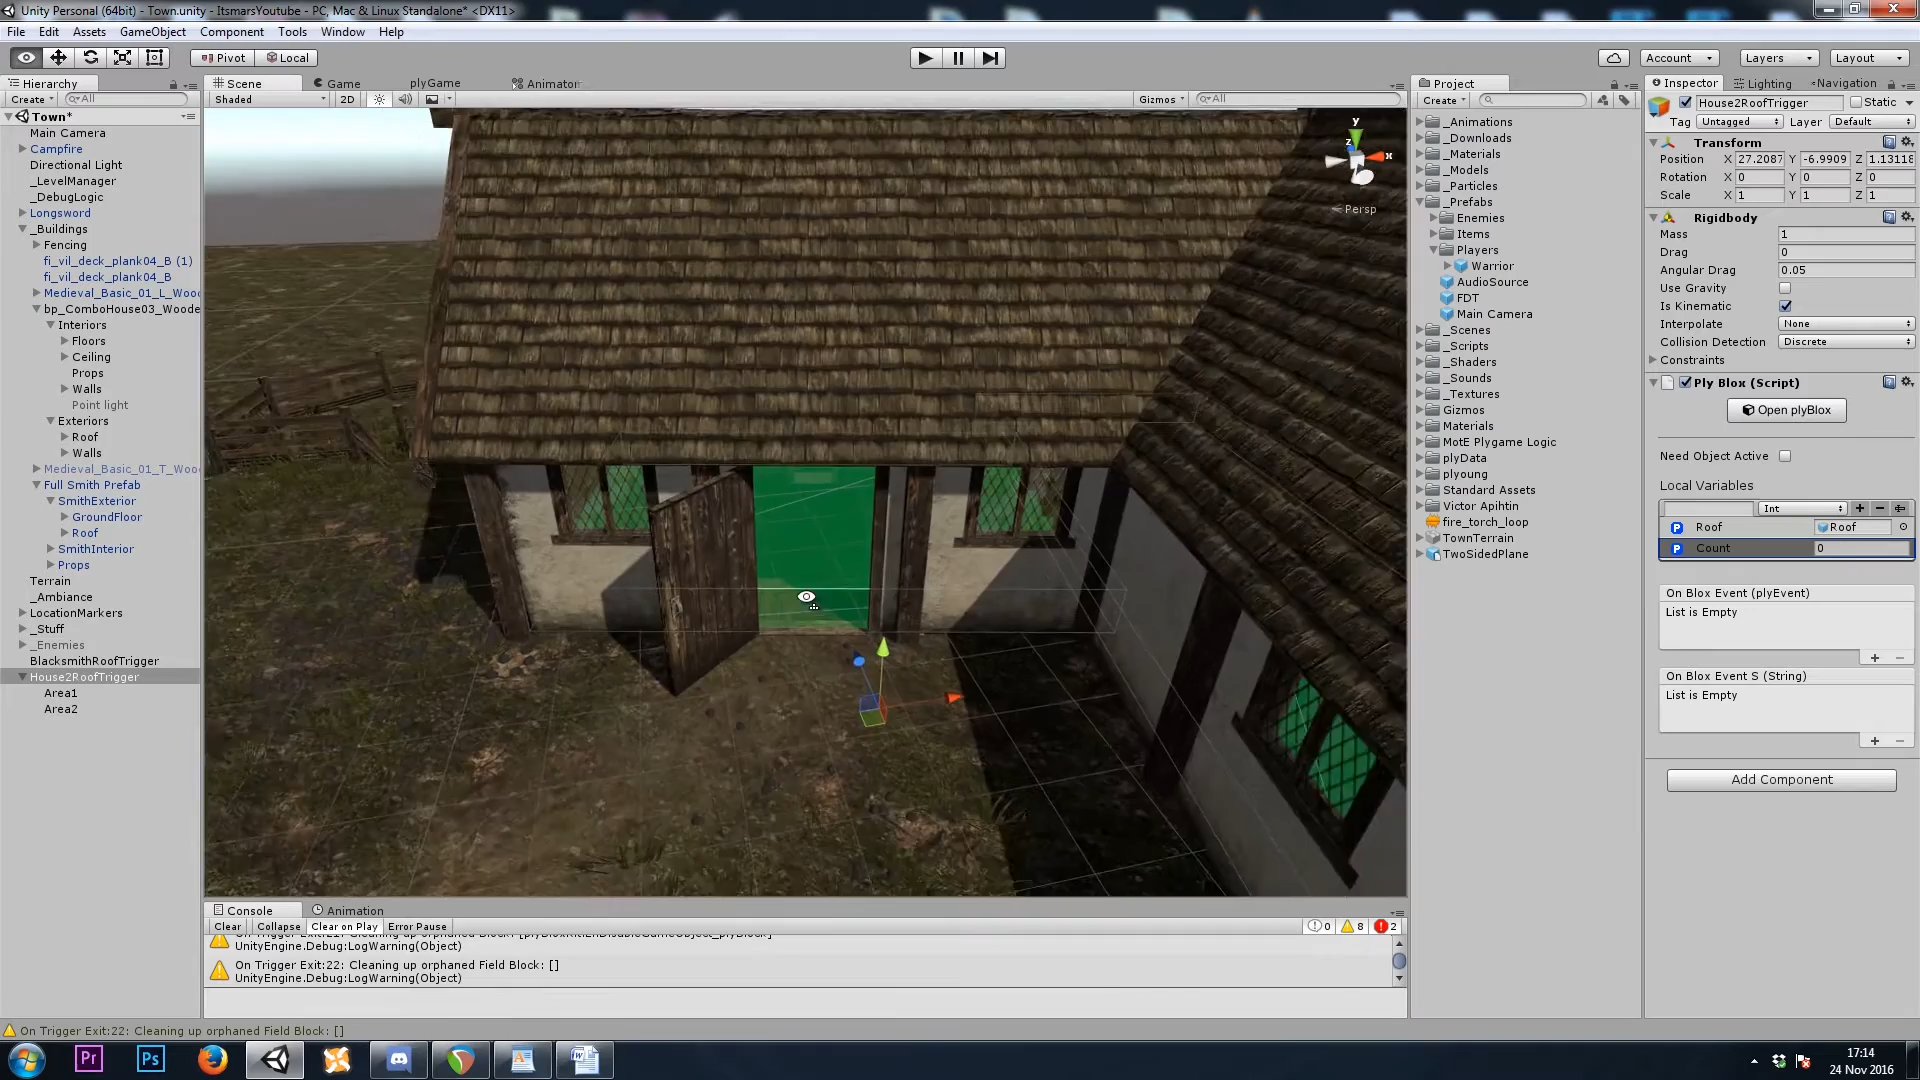 Unity Personal (64bit) - Town.unity - ItsmarsYoutube - PC, Mac & Linux Standalone* <DX11>
File Edit Assets GameObject Component Tools Window Help
Pivot Local Account Layers Layout
Hierarchy
Create All
Town*
Main Camera
Campfire
Directional Light
_LevelManager
_DebugLogic
Longsword
_Buildings
Fencing
fi_vil_deck_plank04_B (1)
fi_vil_deck_plank04_B
Medieval_Basic_01_L_Woo
bp_ComboHouse03_Woode
Interiors
Floors
Ceiling
Props
Walls
Point light
Exteriors
Roof
Walls
Medieval_Basic_01_T_Woo
Full Smith Prefab
SmithExterior
GroundFloor
Roof
SmithInterior
Props
Terrain
_Ambiance
LocationMarkers
_Stuff
_Enemies
BlacksmithRoofTrigger
House2RoofTrigger
Area1
Area2
Scene Game plyGame Animator
Shaded 2D Gizmos All
y
z
x
Persp
Console Animation
Clear Collapse Clear on Play Error Pause 0 8 2
UnityEngine.Debug:LogWarning(Object)
On Trigger Exit:22: Cleaning up orphaned Field Block: []
UnityEngine.Debug:LogWarning(Object)
On Trigger Exit:22: Cleaning up orphaned Field Block: []
Project
Create
_Animations
_Downloads
_Materials
_Models
_Particles
_Prefabs
Enemies
Items
Players
Warrior
AudioSource
FDT
Main Camera
_Scenes
_Scripts
_Shaders
_Sounds
_Textures
Gizmos
Materials
MotE Plygame Logic
plyData
plyoung
Standard Assets
Victor Apihtin
fire_torch_loop
TownTerrain
TwoSidedPlane
Inspector Lighting Navigation
House2RoofTrigger Static
Tag Untagged Layer Default
Transform
Position X 27.2087 Y -6.9909 Z 1.13118
Rotation X 0 Y 0 Z 0
Scale X 1 Y 1 Z 1
Rigidbody
Mass 1
Drag 0
Angular Drag 0.05
Use Gravity
Is Kinematic
Interpolate None
Collision Detection Discrete
Constraints
Ply Blox (Script)
Open plyBlox
Need Object Active
Local Variables
Int
P Roof Roof
P Count 0
On Blox Event (plyEvent)
List is Empty
On Blox Event S (String)
List is Empty
Add Component
Pr Ps
17:14
24 Nov 2016